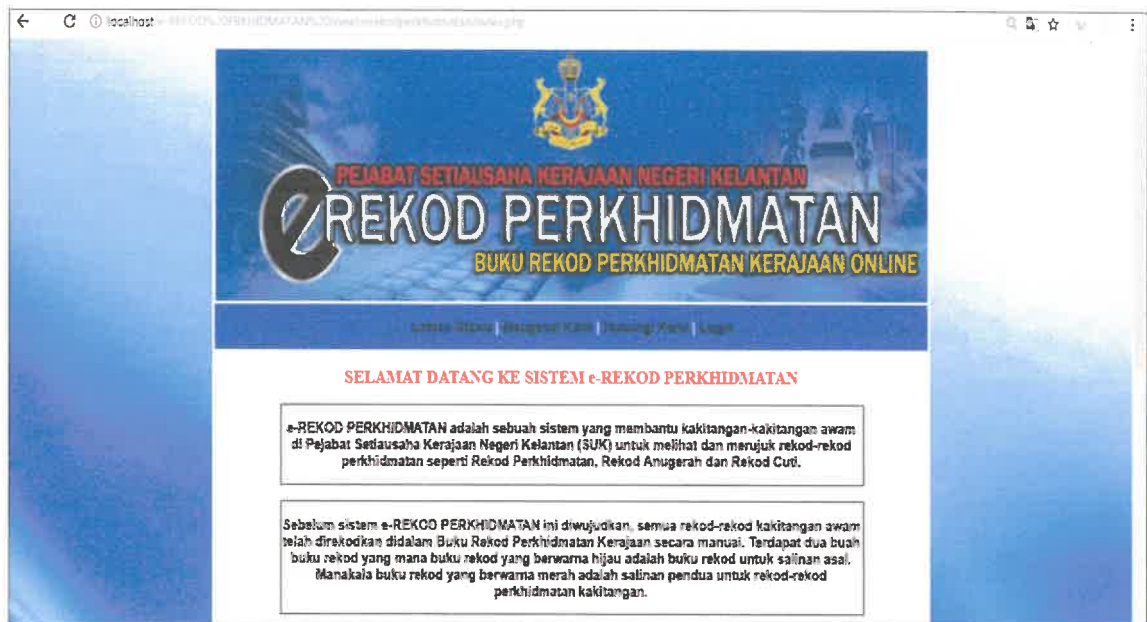 localhost
PEJABAT SETIAUSAHA KERAJAAN NEGERI KELANTAN
eREKOD PERKHIDMATAN
BUKU REKOD PERKHIDMATAN KERAJAAN ONLINE
Hubungi Kami | Login
SELAMAT DATANG KE SISTEM e-REKOD PERKHIDMATAN
e-REKOD PERKHIDMATAN adalah sebuah sistem yang membantu kakitangan-kakitangan awam
di Pejabat Setiausaha Kerajaan Negeri Kelantan (SUK) untuk melihat dan merujuk rekod-rekod
perkhidmatan seperti Rekod Perkhidmatan, Rekod Anugerah dan Rekod Cuti.
Sebelum sistem e-REKOD PERKHIDMATAN ini diwujudkan, semua rekod-rekod kakitangan awam
telah direkodkan didalam Buku Rekod Perkhidmatan Kerajaan secara manual. Terdapat dua buah
buku rekod yang mana buku rekod yang berwarna hijau adalah buku rekod untuk salinan asal.
Manakala buku rekod yang berwarna merah adalah salinan pendua untuk rekod-rekod
perkhidmatan kakitangan.